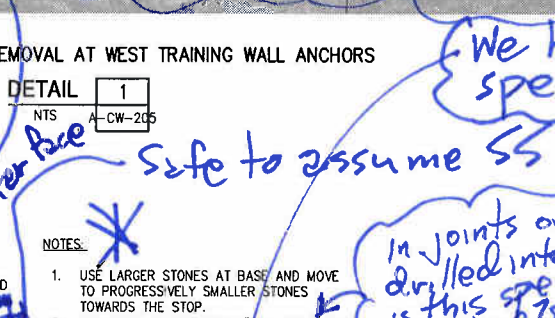 EMOVAL AT WEST TRAINING WALL ANCHORS
We
spe
DETAIL 1
NTS A-CW-205
face
Safe to assume SS
NOTES:
1. USE LARGER STONES AT BASE AND MOVE
TO PROGRESSIVELY SMALLER STONES
TOWARDS THE STOP.
D
In joints o
drilled int
is this spe